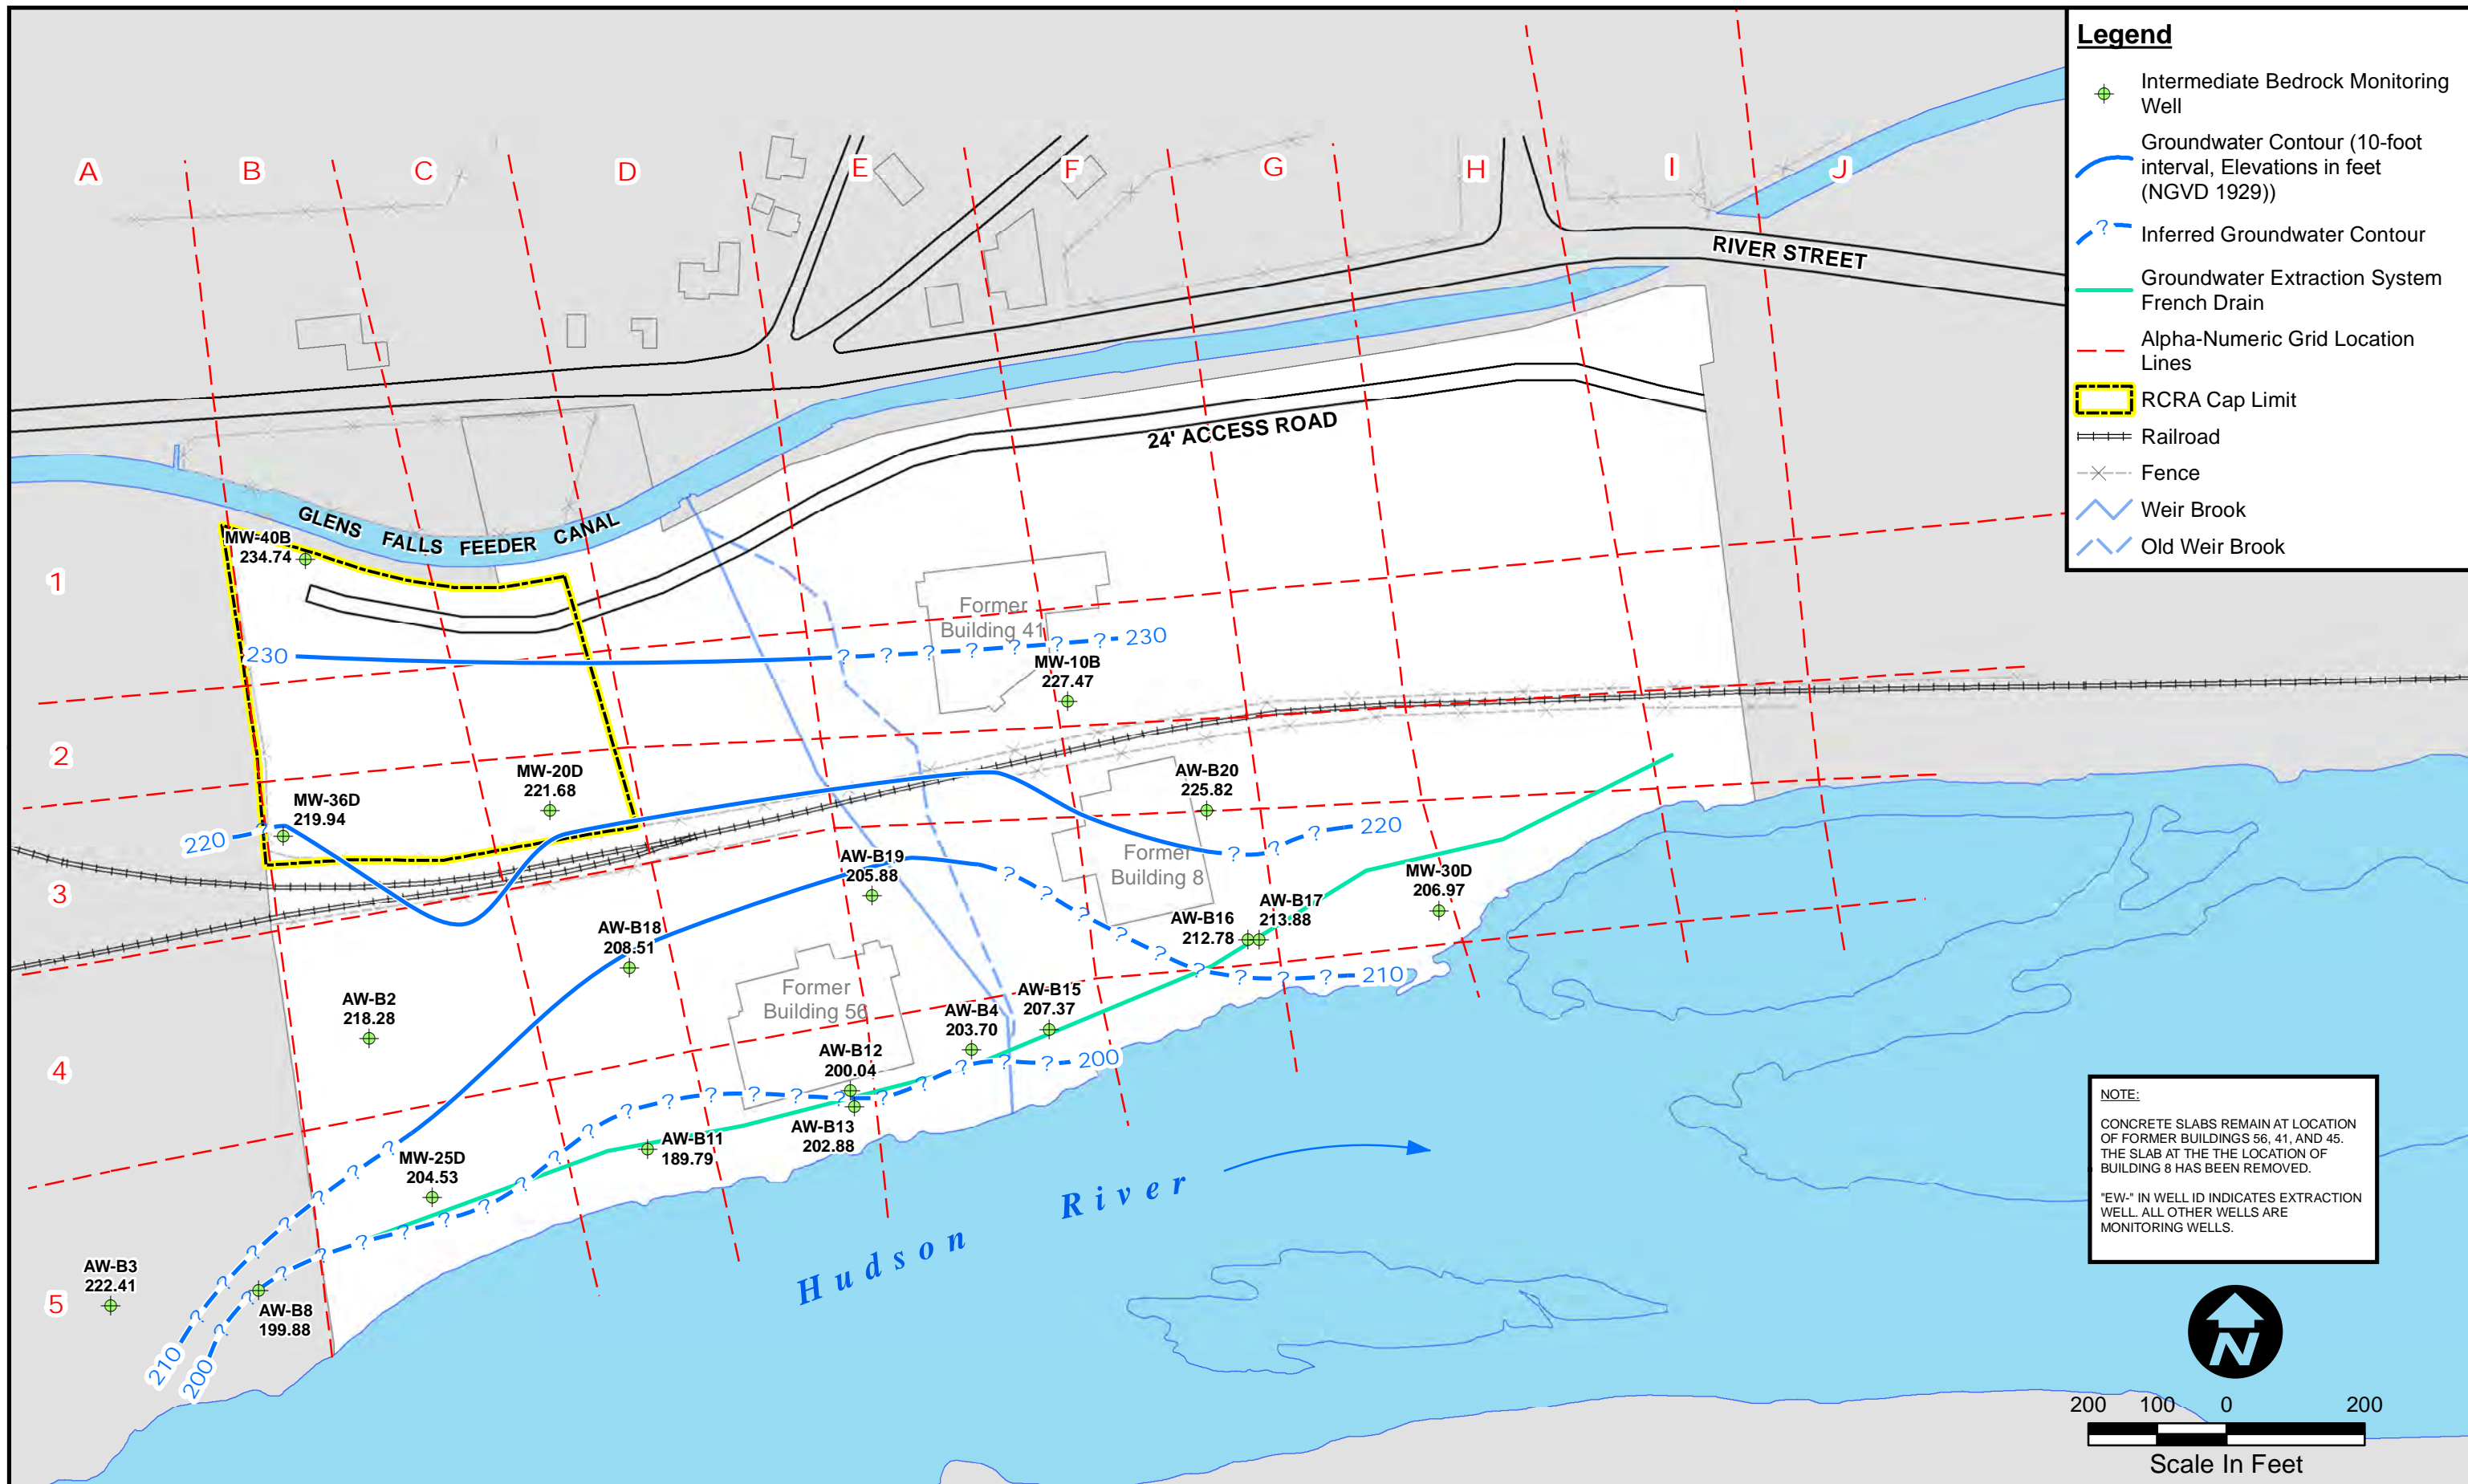 Legend
Intermediate Bedrock Monitoring
Well
Groundwater Contour (10-foot
interval, Elevations in feet
(NGVD 1929))
? Inferred Groundwater Contour
Groundwater Extraction System
French Drain
Alpha-Numeric Grid Location
Lines
RCRA Cap Limit
Railroad
Fence
Weir Brook
Old Weir Brook
A B C D E F G H I J
RIVER STREET
24' ACCESS ROAD
GLENS FALLS FEEDER CANAL
1
MW-40B
234.74
Former
Building 41
230
230
MW-10B
227.47
2
MW-20D
221.68
AW-B20
225.82
MW-36D
219.94
220
220
3
AW-B19
205.88
Former
Building 8
MW-30D
206.97
AW-B17
213.88
AW-B16
212.78
AW-B18
208.51
210
Former
Building 56
AW-B2
218.28
AW-B15
207.37
AW-B4
203.70
4
AW-B12
200.04
200
AW-B13
202.88
AW-B11
189.79
MW-25D
204.53
Hudson River
AW-B3
222.41
5
AW-B8
199.88
210
200
NOTE:
CONCRETE SLABS REMAIN AT LOCATION
OF FORMER BUILDINGS 56, 41, AND 45.
THE SLAB AT THE THE LOCATION OF
BUILDING 8 HAS BEEN REMOVED.
"EW-" IN WELL ID INDICATES EXTRACTION
WELL. ALL OTHER WELLS ARE
MONITORING WELLS.
N
200 100 0 200
Scale In Feet